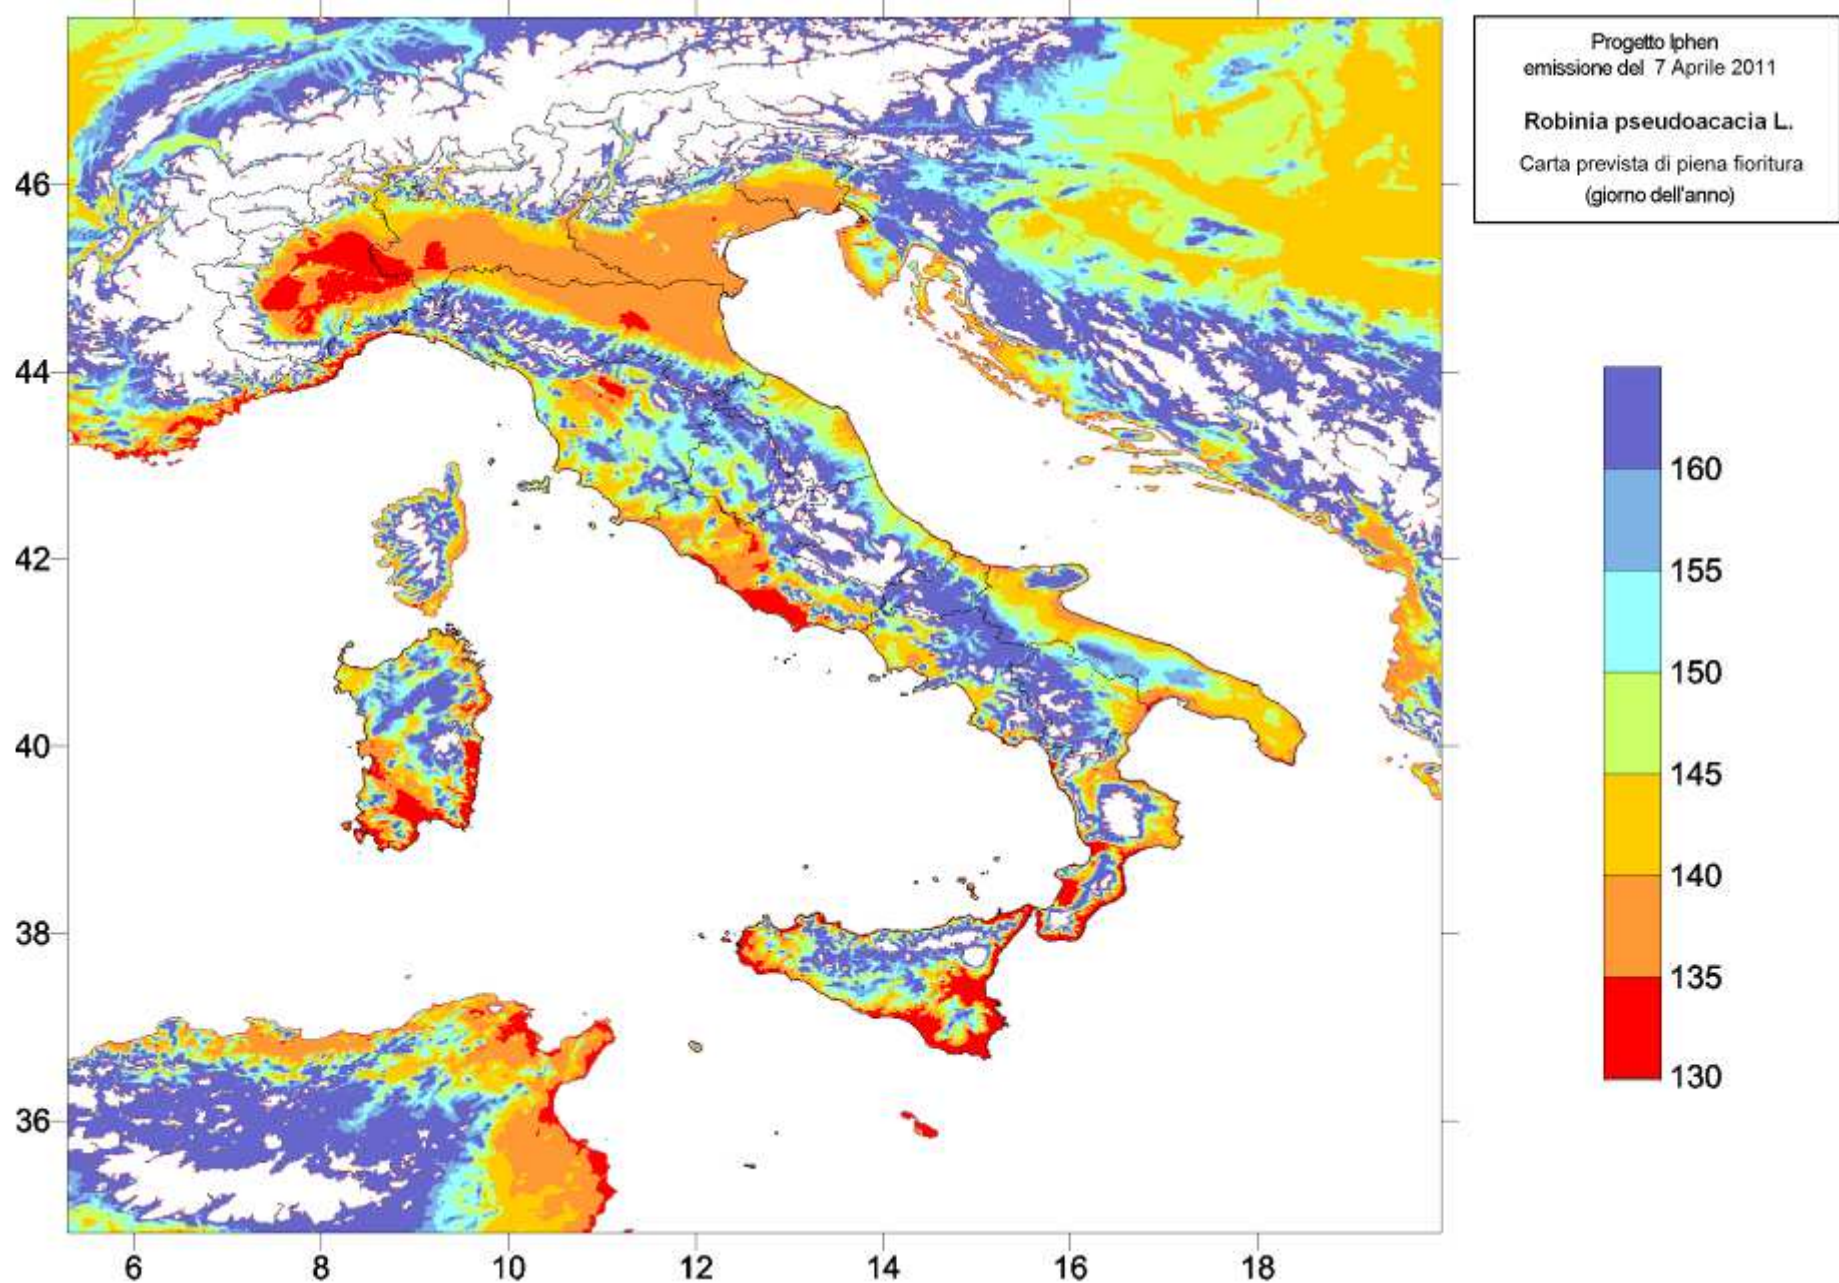 Progetto Iphen
emissione del 7 Aprile 2011
Robinia pseudoacacia L.
Carta prevista di piena fioritura
(giorno dell'anno)
46
44
42
40
38
36
6 8 10 12 14 16 18
160
155
150
145
140
135
130